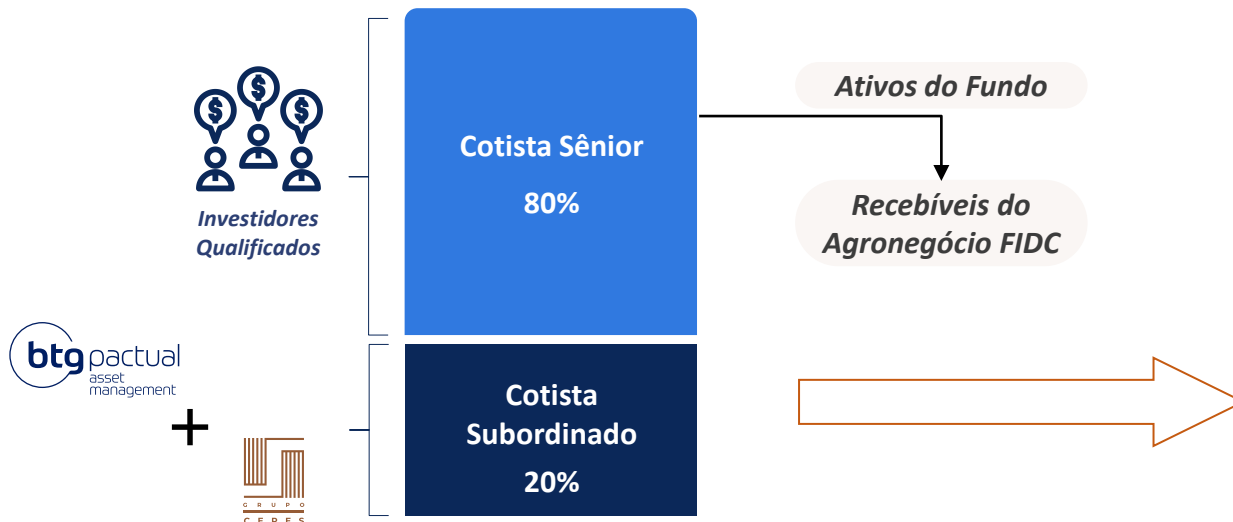 $
$
$
Investidores
Qualificados
Cotista Sênior
80%
Ativos do Fundo
Recebíveis do
Agronegócio FIDC
btg pactual
asset
management
+
GRUPO
CERES
Cotista
Subordinado
20%